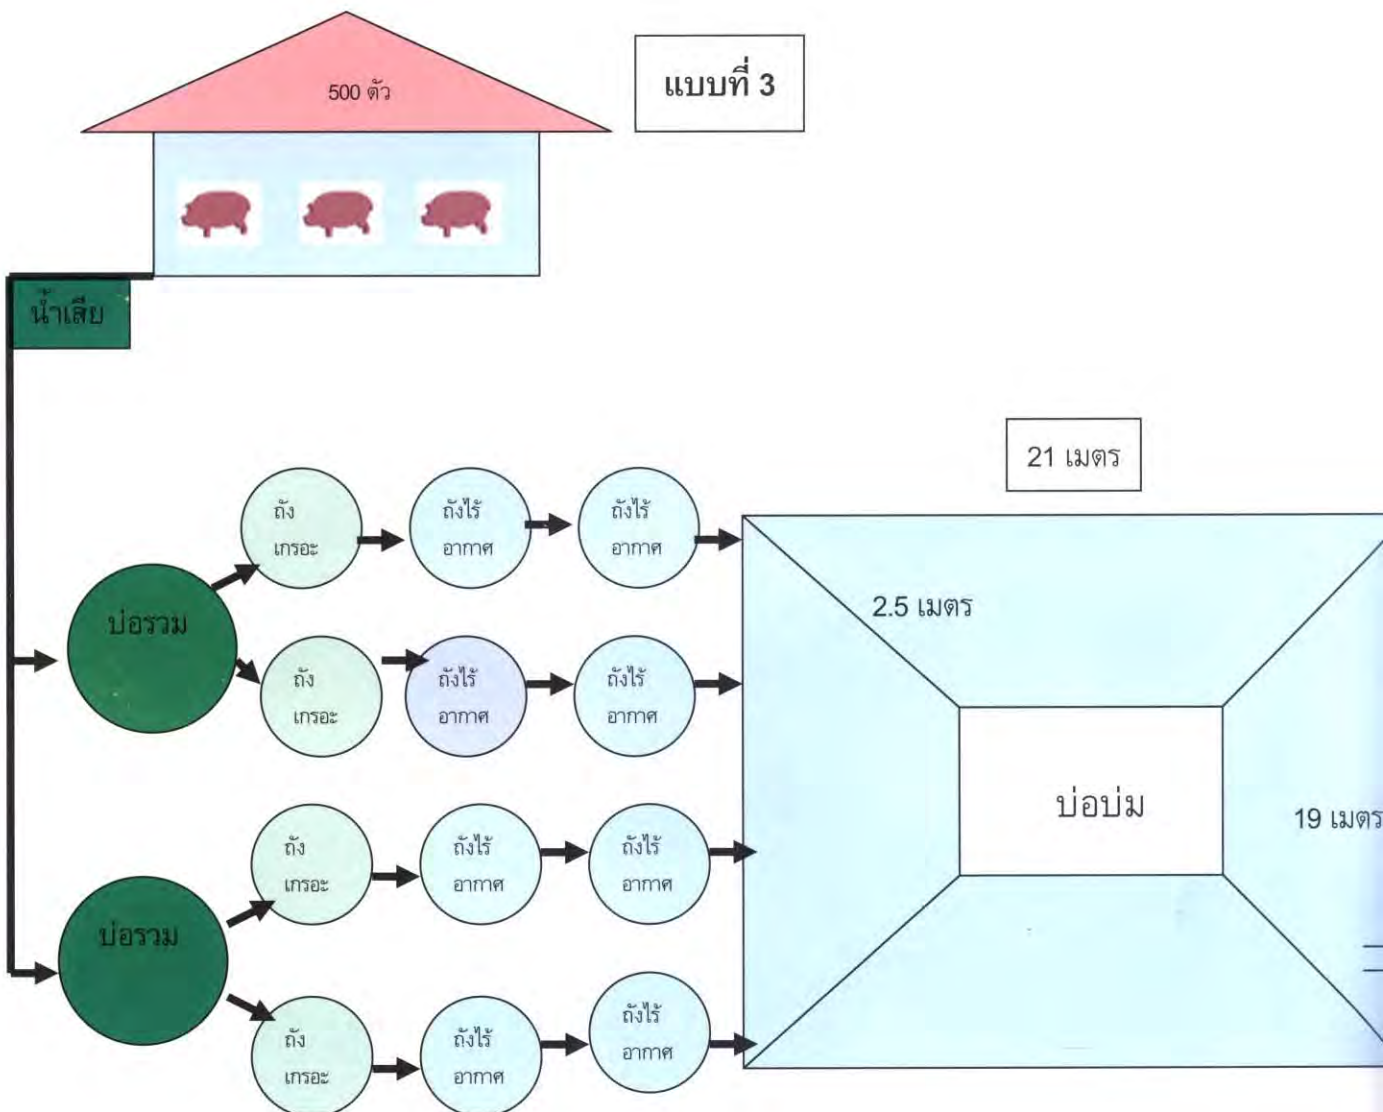 500 ตัว
แบบที่ 3
น้ำเสีย
21 เมตร
ถัง
เกรอะ
ถังไร้
อากาศ
ถังไร้
อากาศ
2.5 เมตร
บ่อรวม
ถัง
เกรอะ
ถังไร้
อากาศ
ถังไร้
อากาศ
บ่อบ่ม
19 เมตร
ถัง
เกรอะ
ถังไร้
อากาศ
ถังไร้
อากาศ
บ่อรวม
ถัง
เกรอะ
ถังไร้
อากาศ
ถังไร้
อากาศ